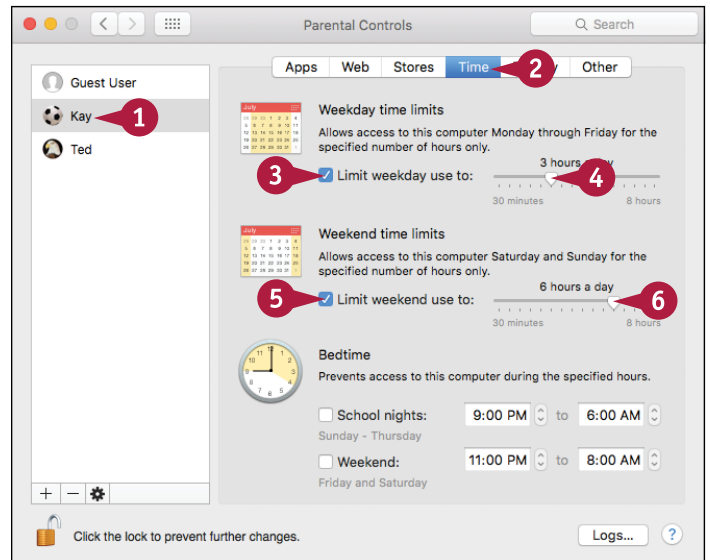 Parental Controls
Search
Apps Web Stores Time Other
Guest User
Kay
Ted
1
2
July
Weekday time limits
Allows access to this computer Monday through Friday for the
specified number of hours only.
3 hours a day
3
Limit weekday use to:
4
30 minutes 8 hours
July
Weekend time limits
Allows access to this computer Saturday and Sunday for the
specified number of hours only.
6 hours a day
5
Limit weekend use to:
6
30 minutes 8 hours
Bedtime
Prevents access to this computer during the specified hours.
School nights: 9:00 PM to 6:00 AM
Sunday - Thursday
Weekend: 11:00 PM to 8:00 AM
Friday and Saturday
+ −
Click the lock to prevent further changes.
Logs... ?